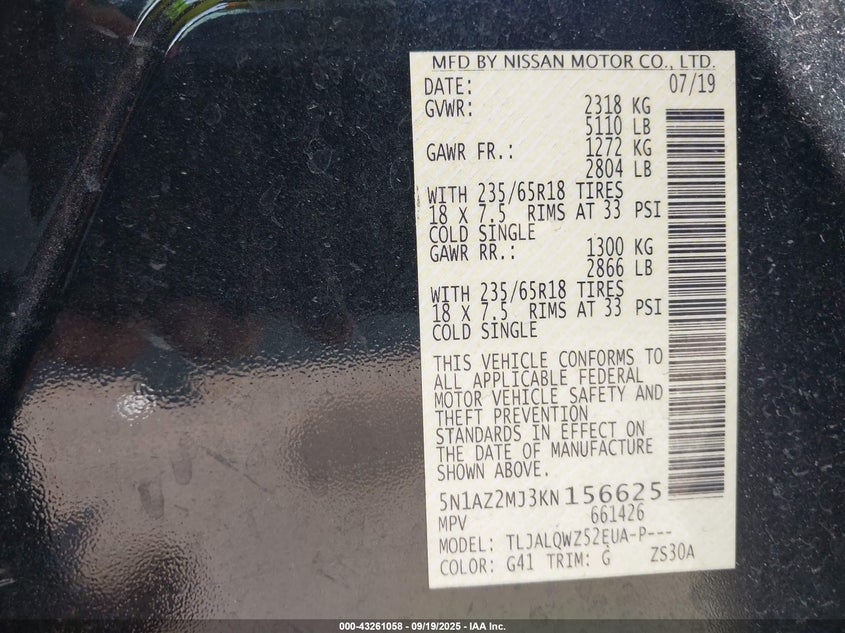 MFD BY NISSAN MOTOR CO., LTD.
DATE: 07/19
GVWR: 2318 KG
5110 LB
GAWR FR.: 1272 KG
2804 LB
WITH 235/65R18 TIRES
18 X 7.5 RIMS AT 33 PSI
COLD SINGLE
GAWR RR.: 1300 KG
2866 LB
WITH 235/65R18 TIRES
18 X 7.5 RIMS AT 33 PSI
COLD SINGLE
THIS VEHICLE CONFORMS TO
ALL APPLICABLE FEDERAL
MOTOR VEHICLE SAFETY AND
THEFT PREVENTION
STANDARDS IN EFFECT ON
THE DATE OF MANUFACTURE
SHOWN ABOVE.
5N1AZ2MJ3KN156625
MPV 661426
MODEL: TLJALQWZ52EUA-P---
COLOR: G41 TRIM: G ZS30A
000-43261058 - 09/19/2025 - IAA Inc.